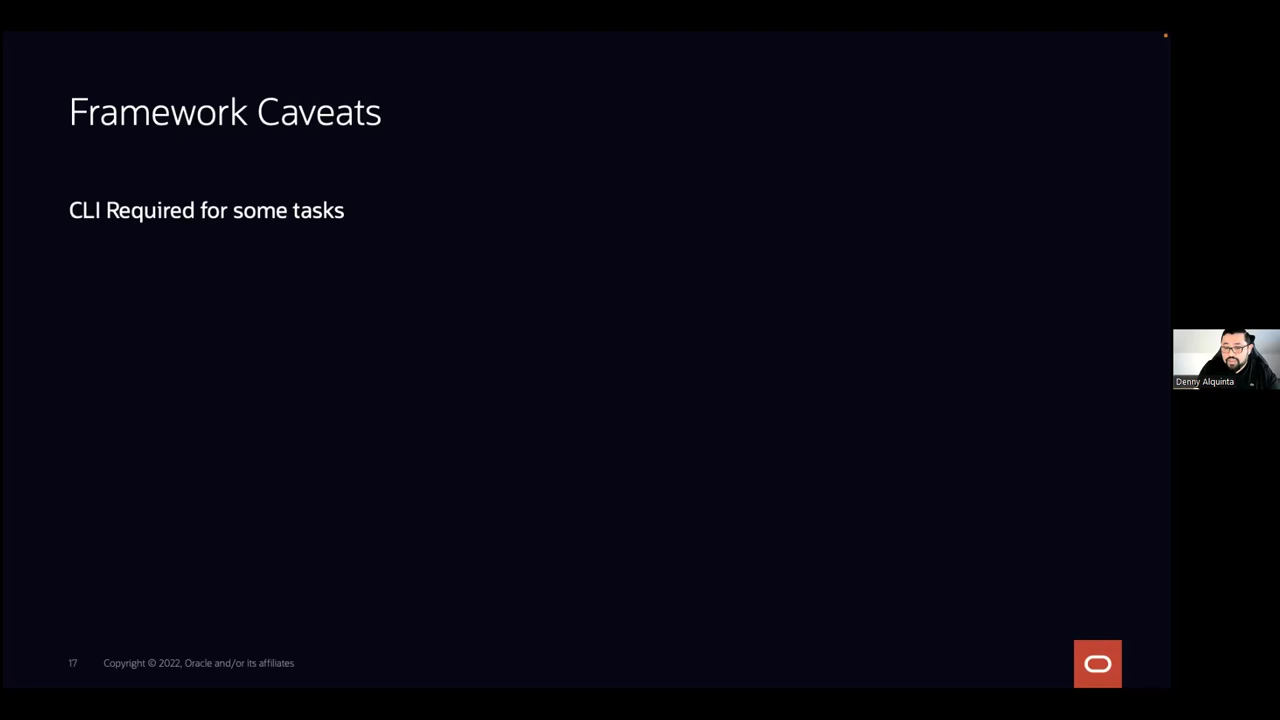 Framework Caveats
CLI Required for some tasks
Denny Alquinta
17 Copyright © 2022, Oracle and/or its affiliates